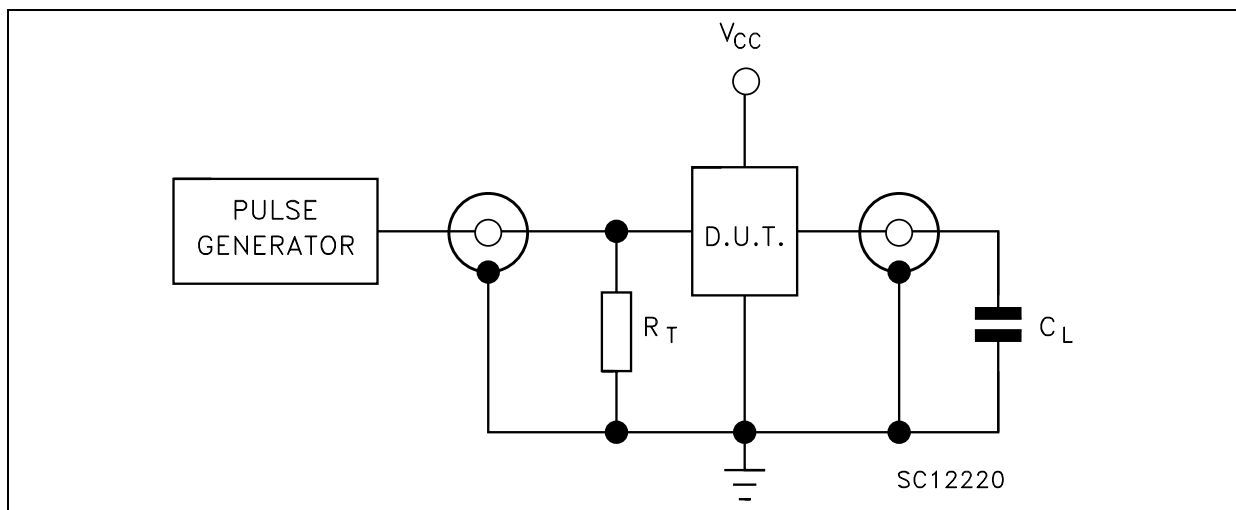 VCC
PULSE
GENERATOR
D.U.T.
RT
CL
SC12220